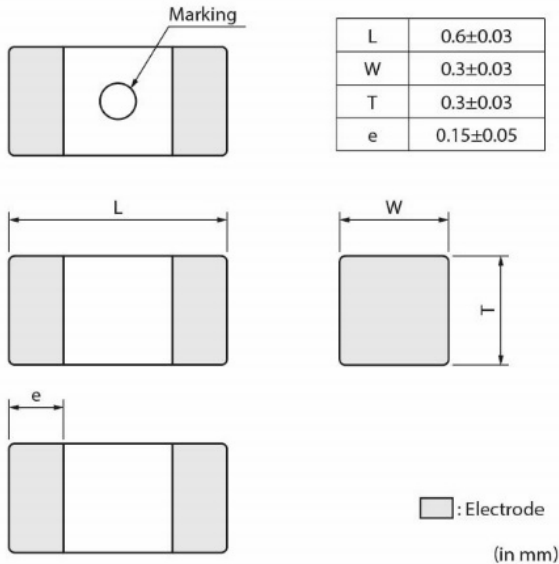 Marking
L 0.6±0.03
W 0.3±0.03
T 0.3±0.03
e 0.15±0.05
L
W
T
e
: Electrode
(in mm)